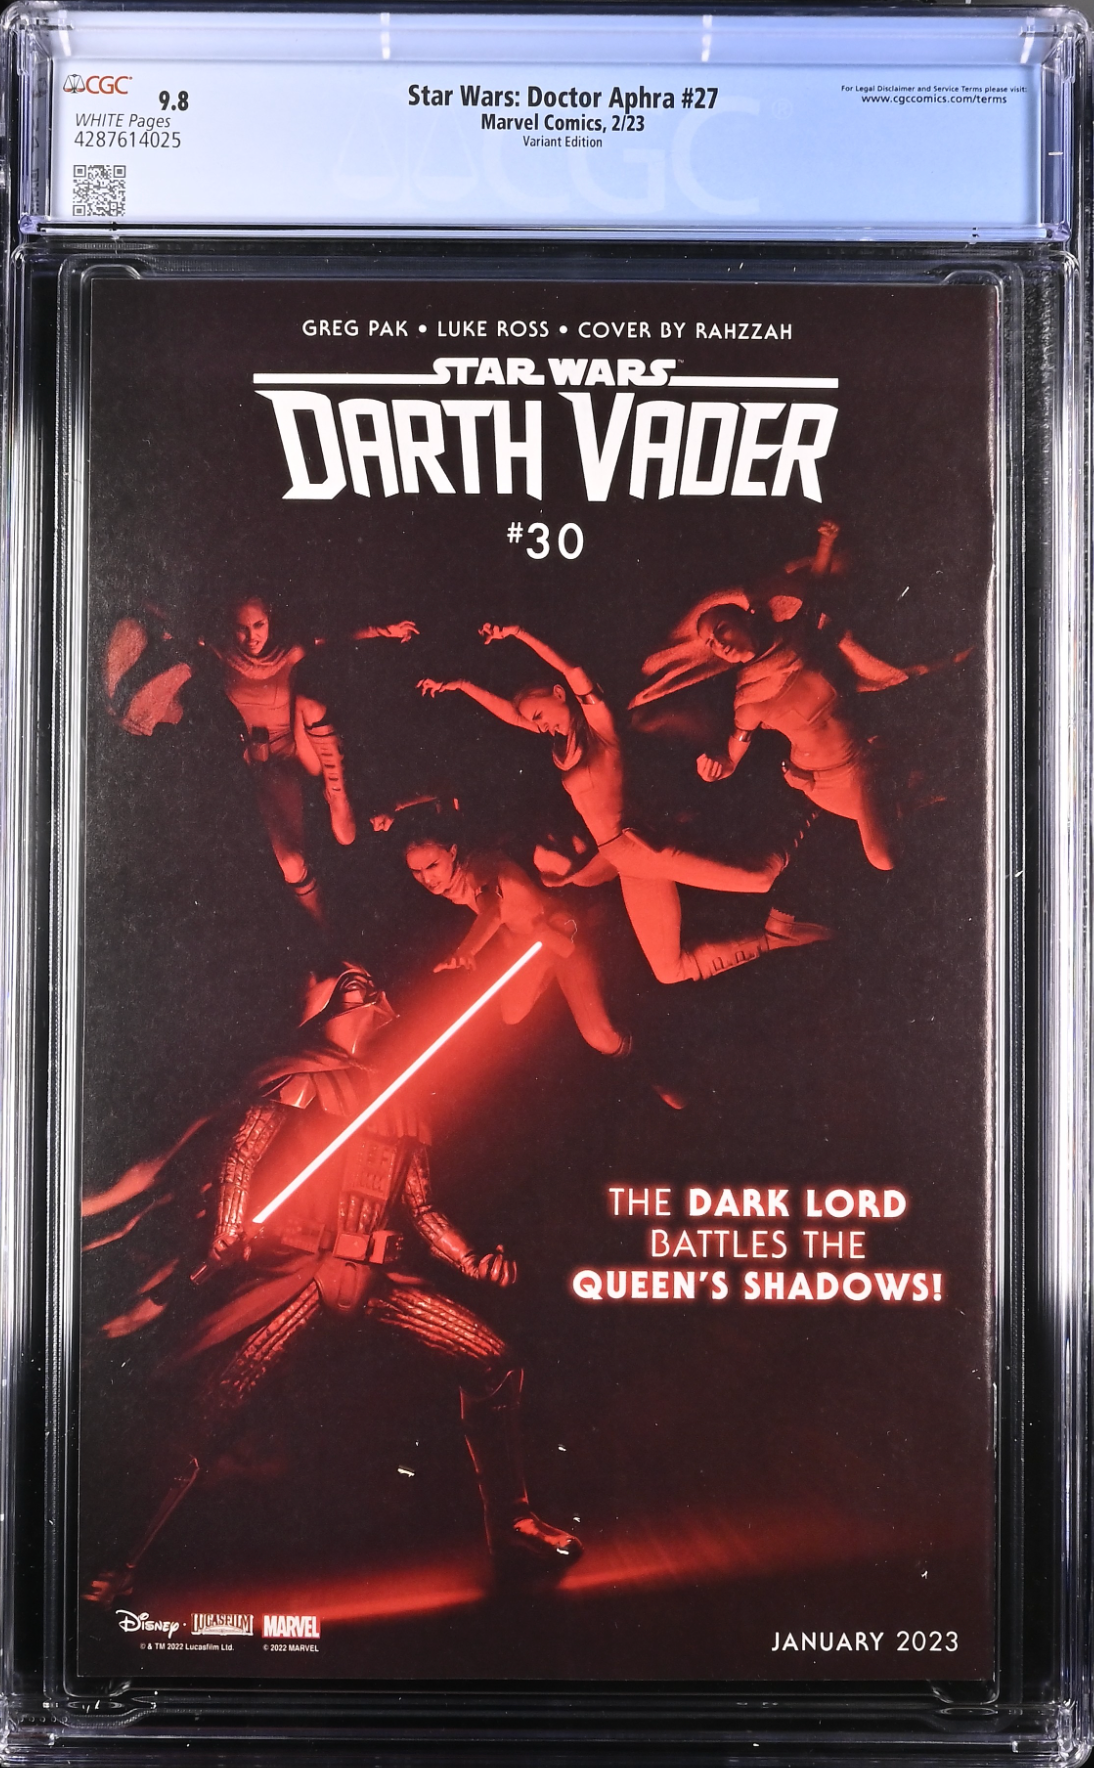 CGC
9.8
WHITE Pages
4287614025
Star Wars: Doctor Aphra #27
Marvel Comics, 2/23
Variant Edition
For Legal Disclaimer and Service Terms please visit:
www.cgccomics.com/terms
CGC
GREG PAK • LUKE ROSS • COVER BY RAHZZAH
STAR WARS™
DARTH VADER
#30
THE DARK LORD
BATTLES THE
QUEEN'S SHADOWS!
DISNEY · LUCASFILM MARVEL
© & TM 2022 Lucasfilm Ltd. © 2022 MARVEL
JANUARY 2023